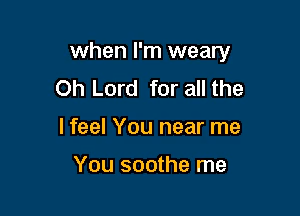 when I'm weary
Oh Lord for all the
I feel You near me
You soothe me